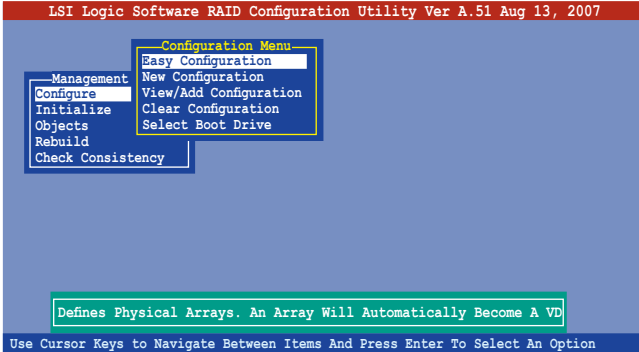 LSI Logic Software RAID Configuration Utility Ver A.51 Aug 13, 2007
Configuration Menu
Easy Configuration
New Configuration
View/Add Configuration
Clear Configuration
Select Boot Drive
Management
Configure
Initialize
Objects
Rebuild
Check Consistency
Defines Physical Arrays. An Array Will Automatically Become A VD
Use Cursor Keys to Navigate Between Items And Press Enter To Select An Option